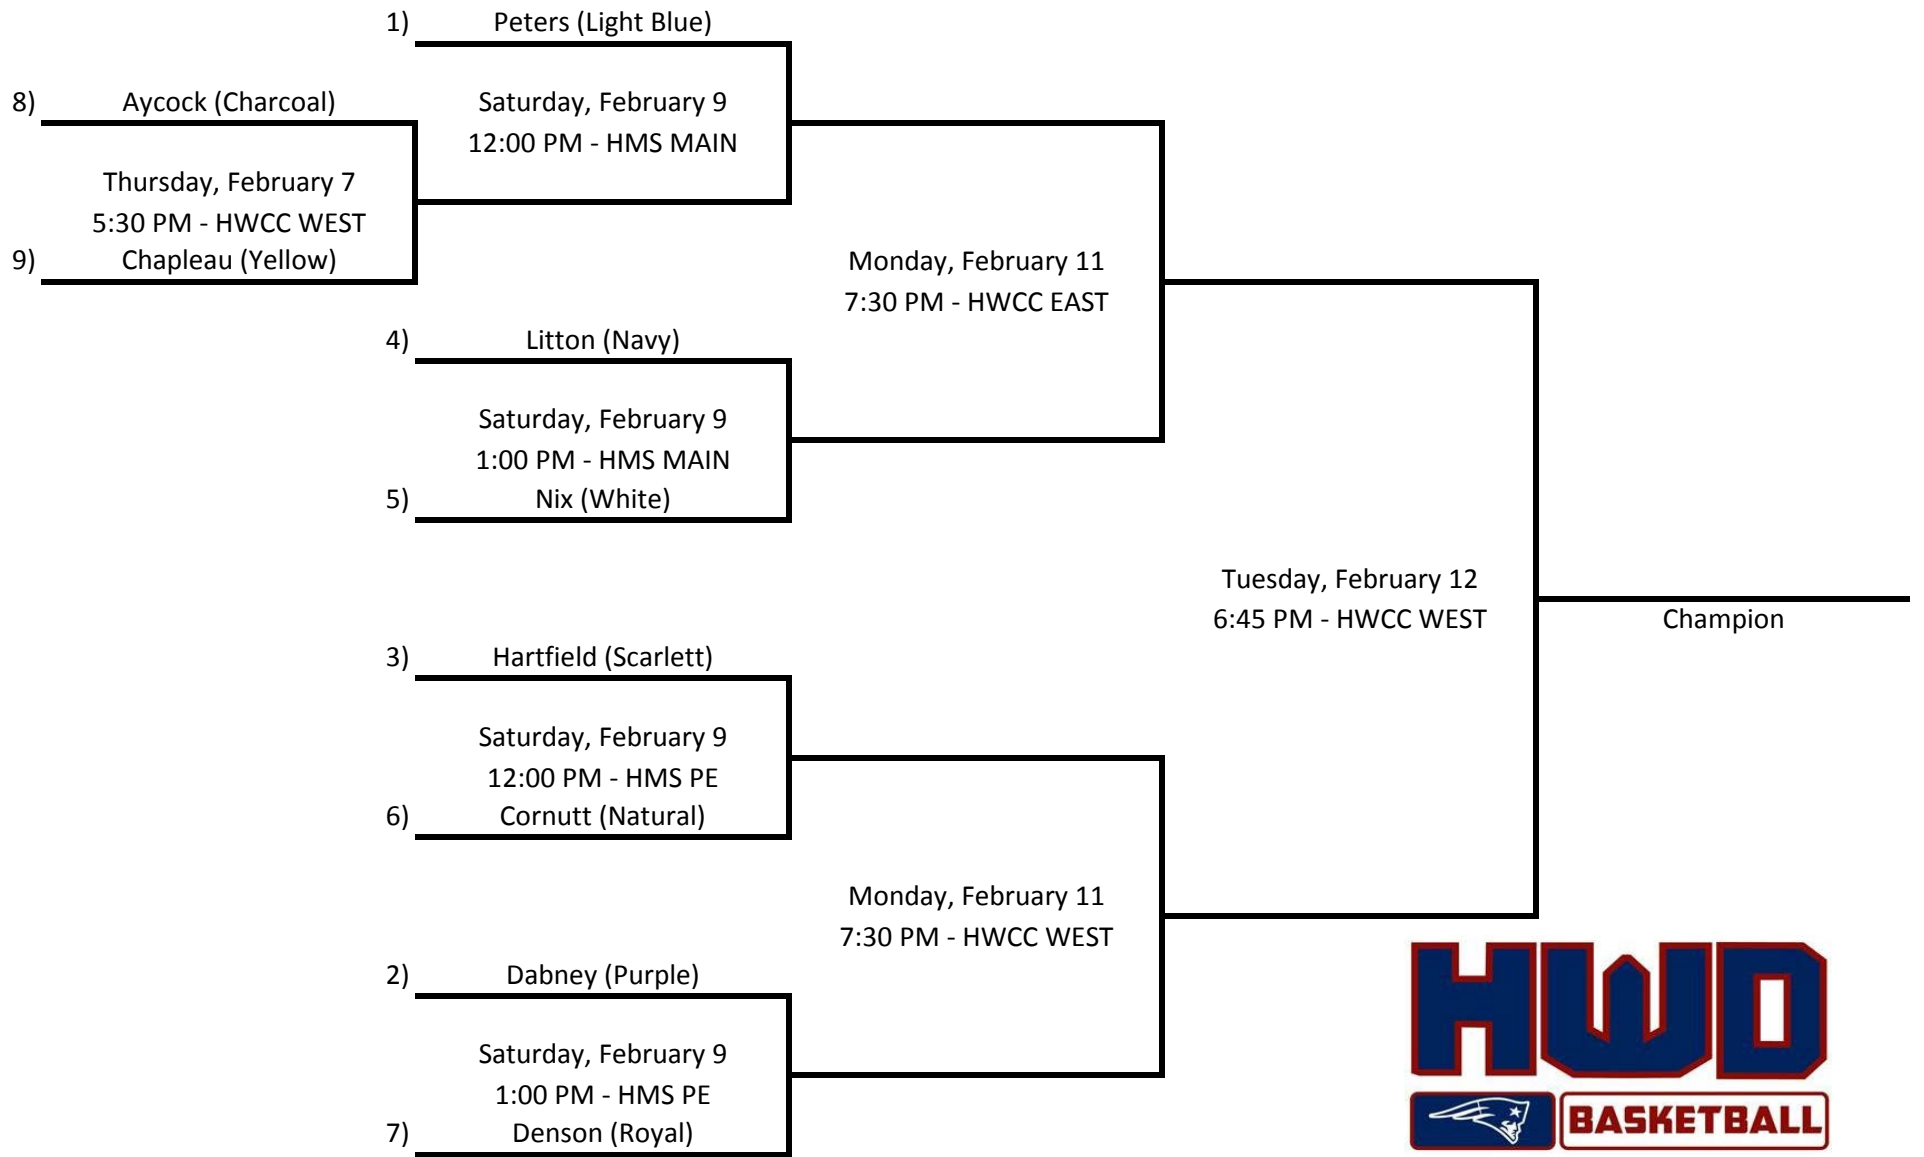 1) Peters (Light Blue)
8) Aycock (Charcoal)
Saturday, February 9
12:00 PM - HMS MAIN
Thursday, February 7
5:30 PM - HWCC WEST
9) Chapleau (Yellow)
Monday, February 11
7:30 PM - HWCC EAST
4) Litton (Navy)
Saturday, February 9
1:00 PM - HMS MAIN
5) Nix (White)
Tuesday, February 12
6:45 PM - HWCC WEST
Champion
3) Hartfield (Scarlett)
Saturday, February 9
12:00 PM - HMS PE
6) Cornutt (Natural)
Monday, February 11
7:30 PM - HWCC WEST
2) Dabney (Purple)
Saturday, February 9
1:00 PM - HMS PE
7) Denson (Royal)
HWD
BASKETBALL